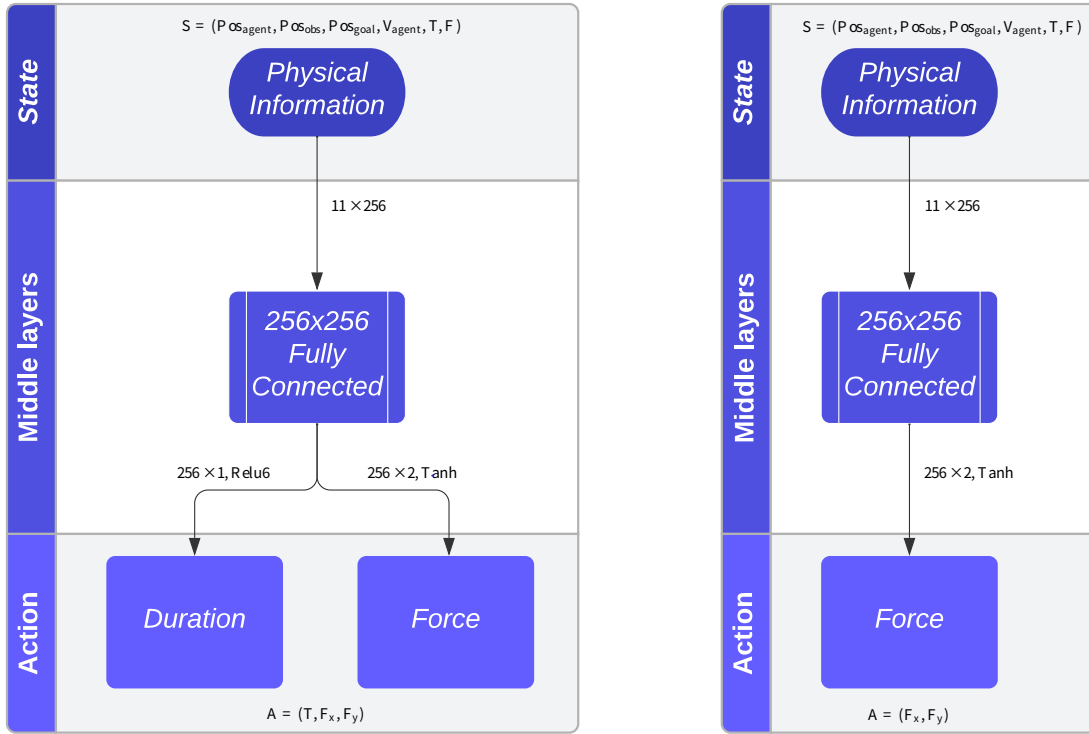 S = (Pos_agent, Pos_obs, Pos_goal, V_agent, T, F)
State
Physical
Information
11 × 256
Middle layers
256x256
Fully
Connected
256 × 1, Relu6
256 × 2, Tanh
Action
Duration
Force
A = (T, F_x, F_y)
S = (Pos_agent, Pos_obs, Pos_goal, V_agent, T, F)
State
Physical
Information
11 × 256
Middle layers
256x256
Fully
Connected
256 × 2, Tanh
Action
Force
A = (F_x, F_y)